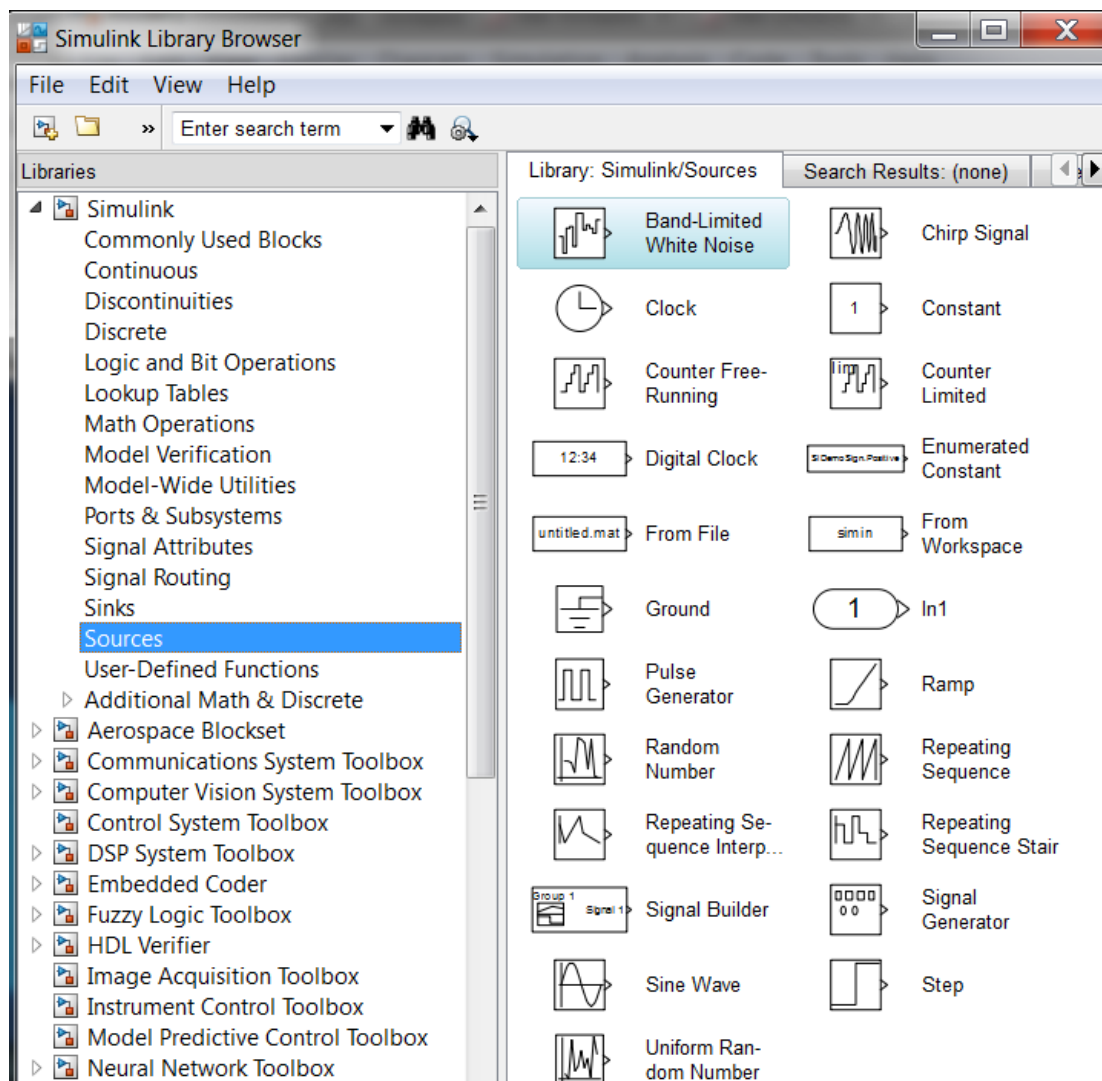 Simulink Library Browser
File Edit View Help
» Enter search term
Libraries
Simulink
Commonly Used Blocks
Continuous
Discontinuities
Discrete
Logic and Bit Operations
Lookup Tables
Math Operations
Model Verification
Model-Wide Utilities
Ports & Subsystems
Signal Attributes
Signal Routing
Sinks
Sources
User-Defined Functions
Additional Math & Discrete
Aerospace Blockset
Communications System Toolbox
Computer Vision System Toolbox
Control System Toolbox
DSP System Toolbox
Embedded Coder
Fuzzy Logic Toolbox
HDL Verifier
Image Acquisition Toolbox
Instrument Control Toolbox
Model Predictive Control Toolbox
Neural Network Toolbox
Library: Simulink/Sources
Search Results: (none)
Band-Limited
White Noise
Chirp Signal
Clock
1
Constant
Counter Free-
Running
lim
Counter
Limited
12:34
Digital Clock
SlDemoSign.Positive
Enumerated
Constant
untitled.mat
From File
simin
From
Workspace
Ground
1
In1
Pulse
Generator
Ramp
Random
Number
Repeating
Sequence
Repeating Se-
quence Interp...
Repeating
Sequence Stair
Group 1
Signal 1
Signal Builder
Signal
Generator
Sine Wave
Step
Uniform Ran-
dom Number